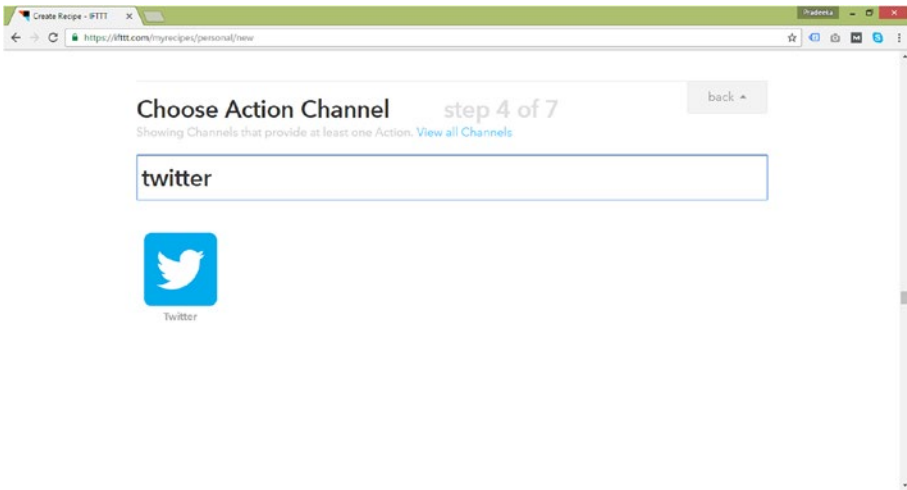 Create Recipe - IFTTT
Pradeeka
https://ifttt.com/myrecipes/personal/new
back
Choose Action Channel step 4 of 7
Showing Channels that provide at least one Action. View all Channels
twitter
Twitter